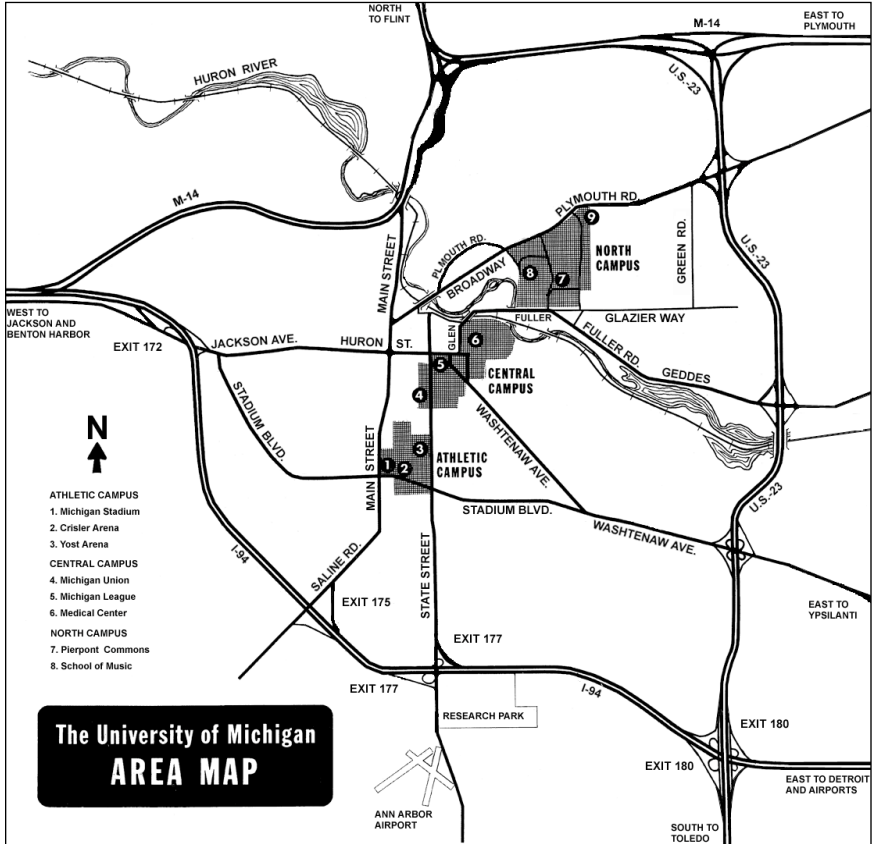 NORTH
TO FLINT
M-14
EAST TO
PLYMOUTH
U.S.-23
HURON RIVER
M-14
PLYMOUTH RD.
9
NORTH
CAMPUS
GREEN RD.
U.S.-23
MAIN STREET
PLMOUTH RD.
BROADWAY
8
7
WEST TO
JACKSON AND
BENTON HARBOR
EXIT 172
JACKSON AVE.
HURON ST.
GLEN
6
FULLER
GLAZIER WAY
FULLER RD.
GEDDES
5
CENTRAL
CAMPUS
4
STADIUM BLVD.
WASHTENAW AVE.
N
MAIN STREET
3
1
2
ATHLETIC
CAMPUS
STADIUM BLVD.
WASHTENAW AVE.
U.S.-23
ATHLETIC CAMPUS
1. Michigan Stadium
2. Crisler Arena
3. Yost Arena
CENTRAL CAMPUS
4. Michigan Union
5. Michigan League
6. Medical Center
NORTH CAMPUS
7. Pierpont Commons
8. School of Music
I-94
SALINE RD.
EXIT 175
STATE STREET
EAST TO
YPSILANTI
EXIT 177
EXIT 177
I-94
RESEARCH PARK
EXIT 180
EXIT 180
EAST TO DETROIT
AND AIRPORTS
The University of Michigan
AREA MAP
ANN ARBOR
AIRPORT
SOUTH TO
TOLEDO